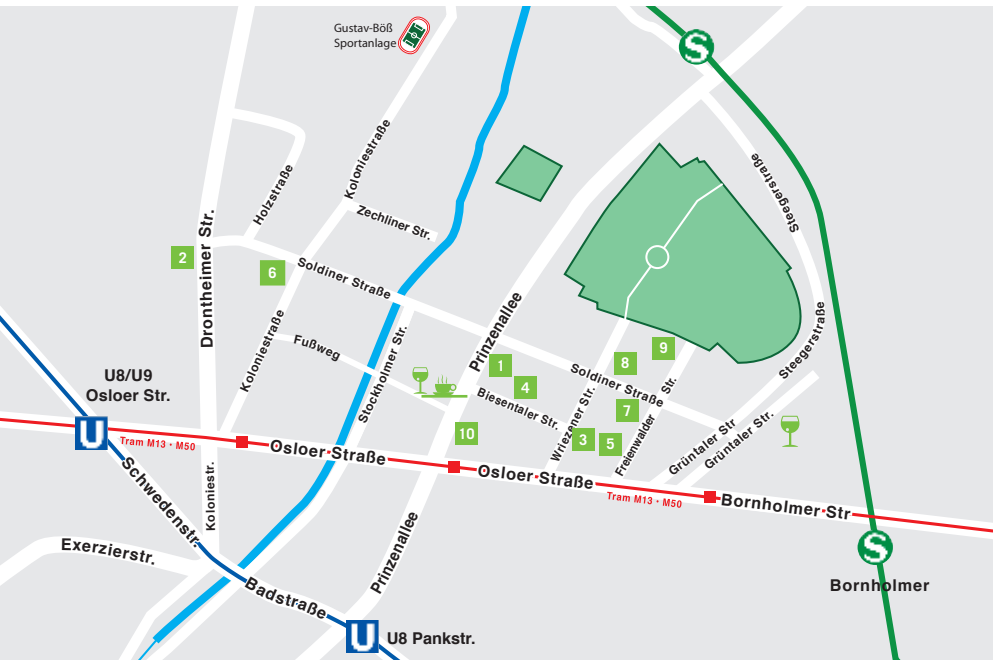 Gustav-Böß
Sportanlage
S
Koloniestraße
Holzstraße
Steegerstraße
Zechliner Str.
Drontheimer Str.
2
6
Soldiner Straße
Prinzenallee
Koloniestraße
Fußweg
Stockholmer Str.
Steegerstraße
9
8
1
4
Soldiner Straße
Str.
Freienwalder
7
Biesentaler Str.
Wriezener Str.
3
5
10
Grüntaler Str
Grüntaler Str.
U8/U9
Osloer Str.
U
Tram M13 • M50
Osloer Straße
Osloer Straße
Tram M13 • M50
Bornholmer Str
Schwedenstr.
Koloniestr.
Exerzierstr.
Prinzenallee
S
Bornholmer
Badstraße
U
U8 Pankstr.